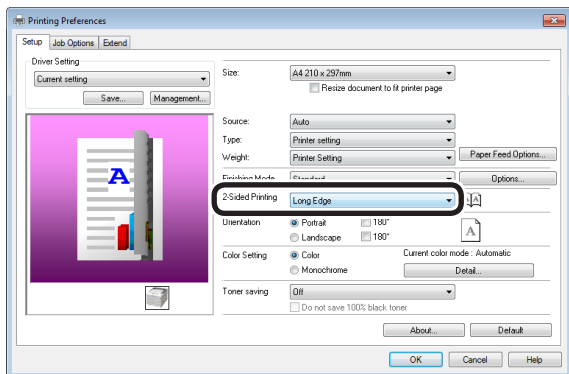 Printing Preferences
Setup Job Options Extend
Driver Setting
Current setting
Save... Management...
Size: A4 210 x 297mm
Resize document to fit printer page
Source: Auto
Type: Printer setting
Weight: Printer Setting Paper Feed Options...
Finishing Mode Standard Options...
2-Sided Printing Long Edge
Orientation Portrait 180°
Landscape 180°
Color Setting Color Current color mode : Automatic
Monochrome Detail...
Toner saving Off
Do not save 100% black toner
About... Default
OK Cancel Help
A
A